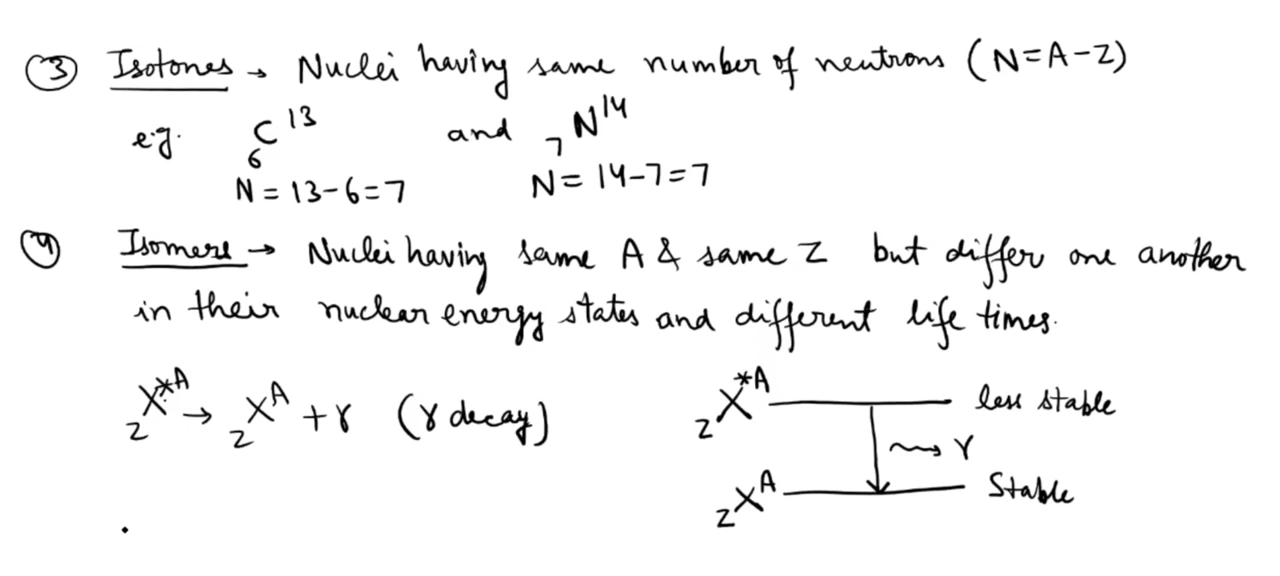 ③ Isotones → Nuclei having same number of neutrons (N=A-Z)
e.g. ₆C¹³ and ₇N¹⁴
N = 13-6=7 N= 14-7=7
④ Isomers → Nuclei having same A & same Z but differ one another
in their nuclear energy states and different life times.
zX*ᴬ → zXᴬ + γ (γ decay)
zX*ᴬ less stable
γ
zXᴬ Stable